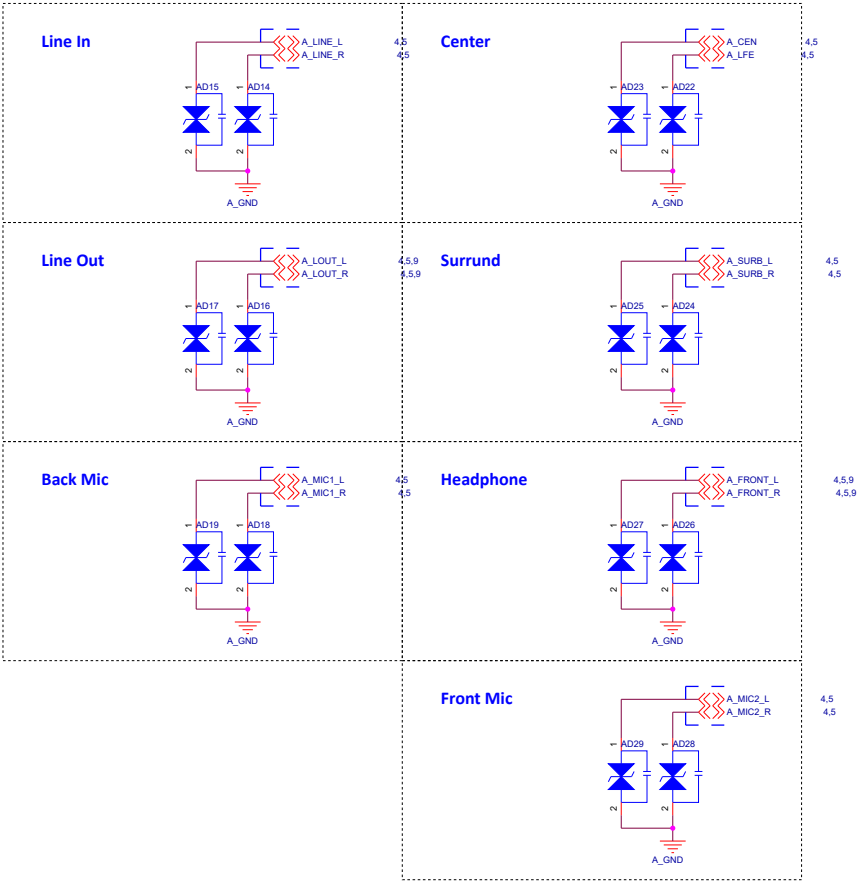 Line In
A_LINE_L 4,5
A_LINE_R 4,5
1 AD15 1 AD14
2 2
A_GND
Center
A_CEN 4,5
A_LFE 4,5
1 AD23 1 AD22
2 2
A_GND
Line Out
A_LOUT_L 4,5,9
A_LOUT_R 4,5,9
1 AD17 1 AD16
2 2
A_GND
Surrund
A_SURB_L 4,5
A_SURB_R 4,5
1 AD25 1 AD24
2 2
A_GND
Back Mic
A_MIC1_L 4,5
A_MIC1_R 4,5
1 AD19 1 AD18
2 2
A_GND
Headphone
A_FRONT_L 4,5,9
A_FRONT_R 4,5,9
1 AD27 1 AD26
2 2
A_GND
Front Mic
A_MIC2_L 4,5
A_MIC2_R 4,5
1 AD29 1 AD28
2 2
A_GND